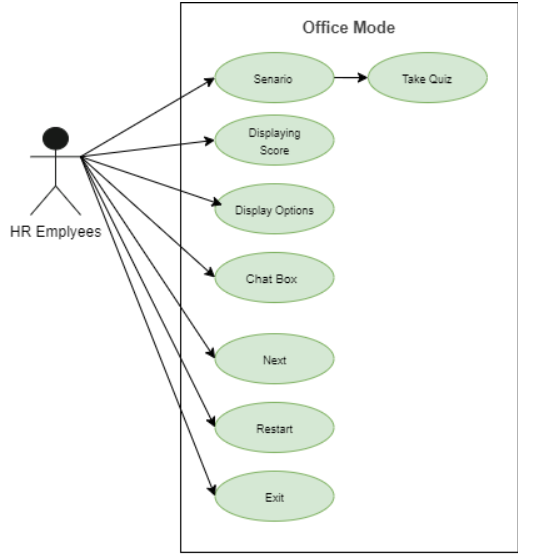 Office Mode
Senario
Take Quiz
Displaying
Score
HR Emplyees
Display Options
Chat Box
Next
Restart
Exit